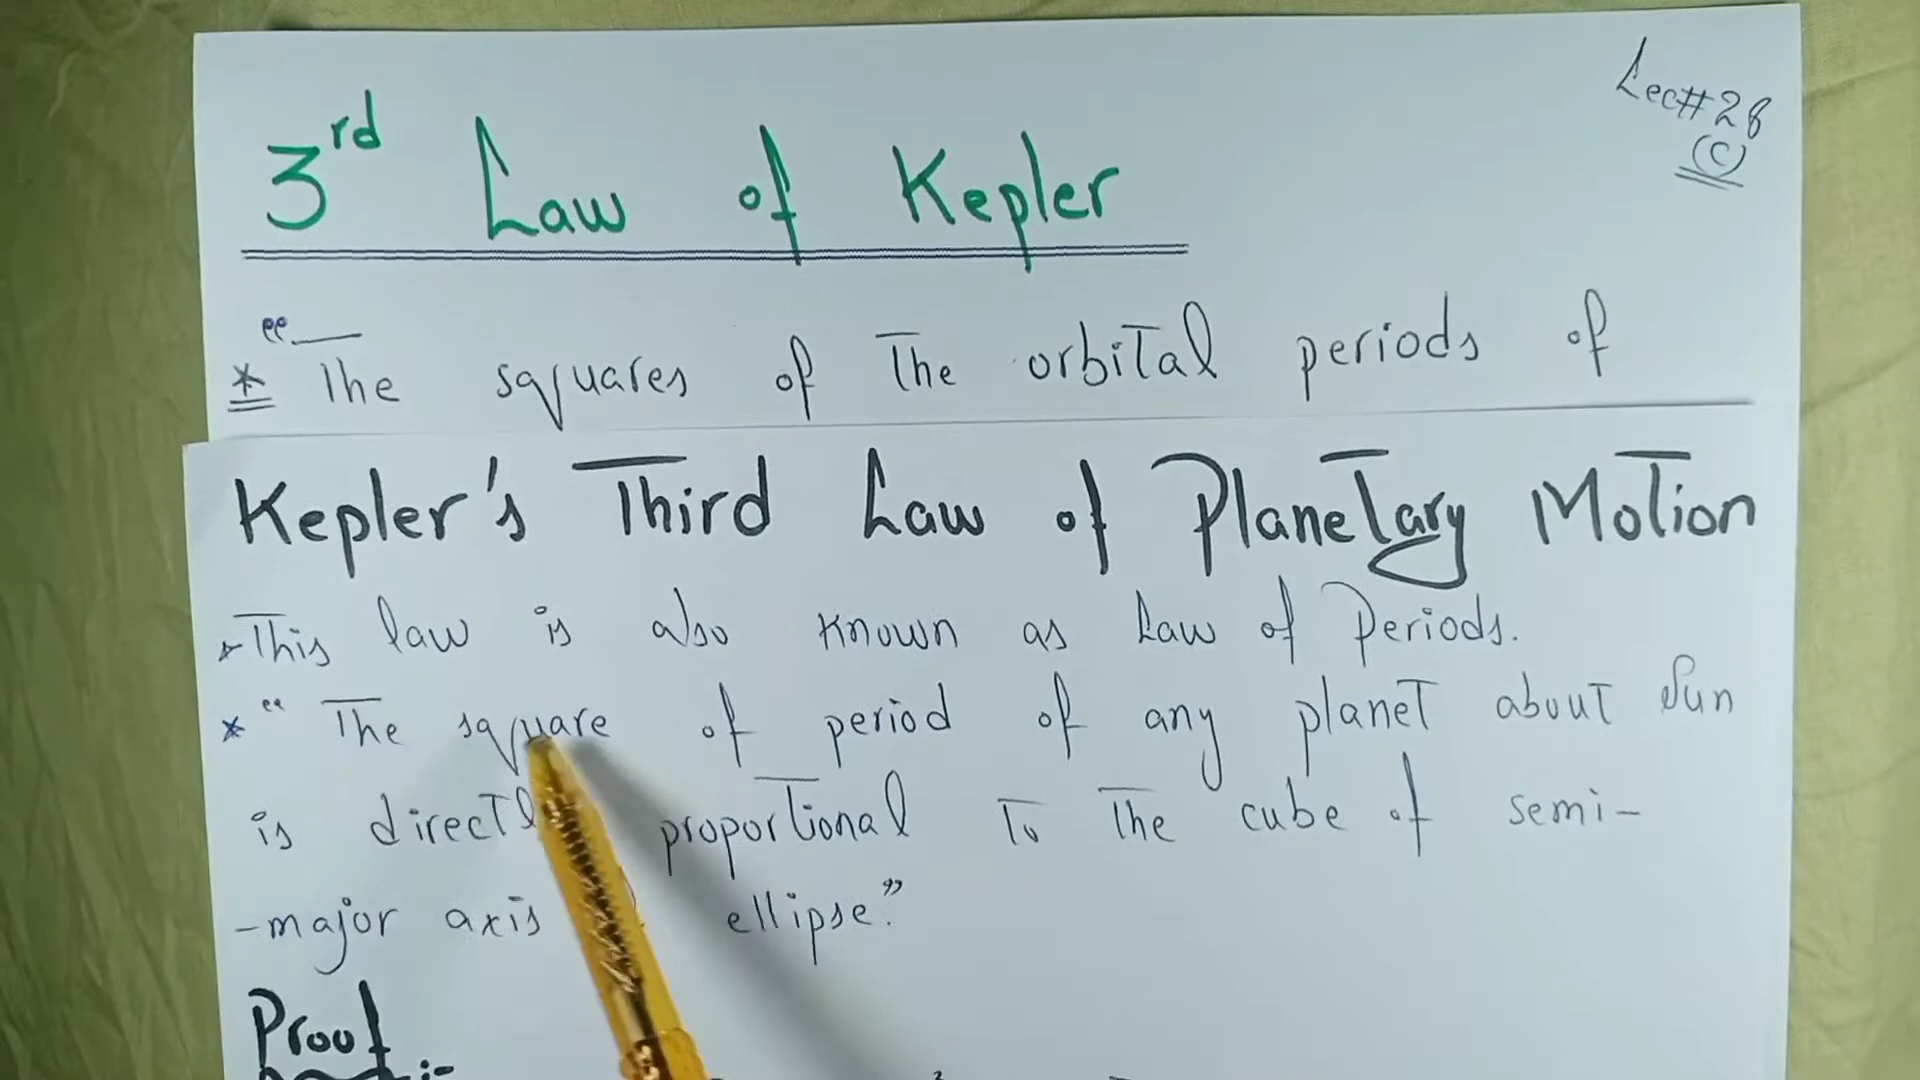 Lec#28
(C)
3rd Law of Kepler
* “The squares of The orbital periods of
Kepler's Third Law of Planetary Motion
*This law is also known as Law of Periods.
* “ The square of period of any planet about Sun
is proportional To The cube of semi-
-major axis ellipse.”
Proof